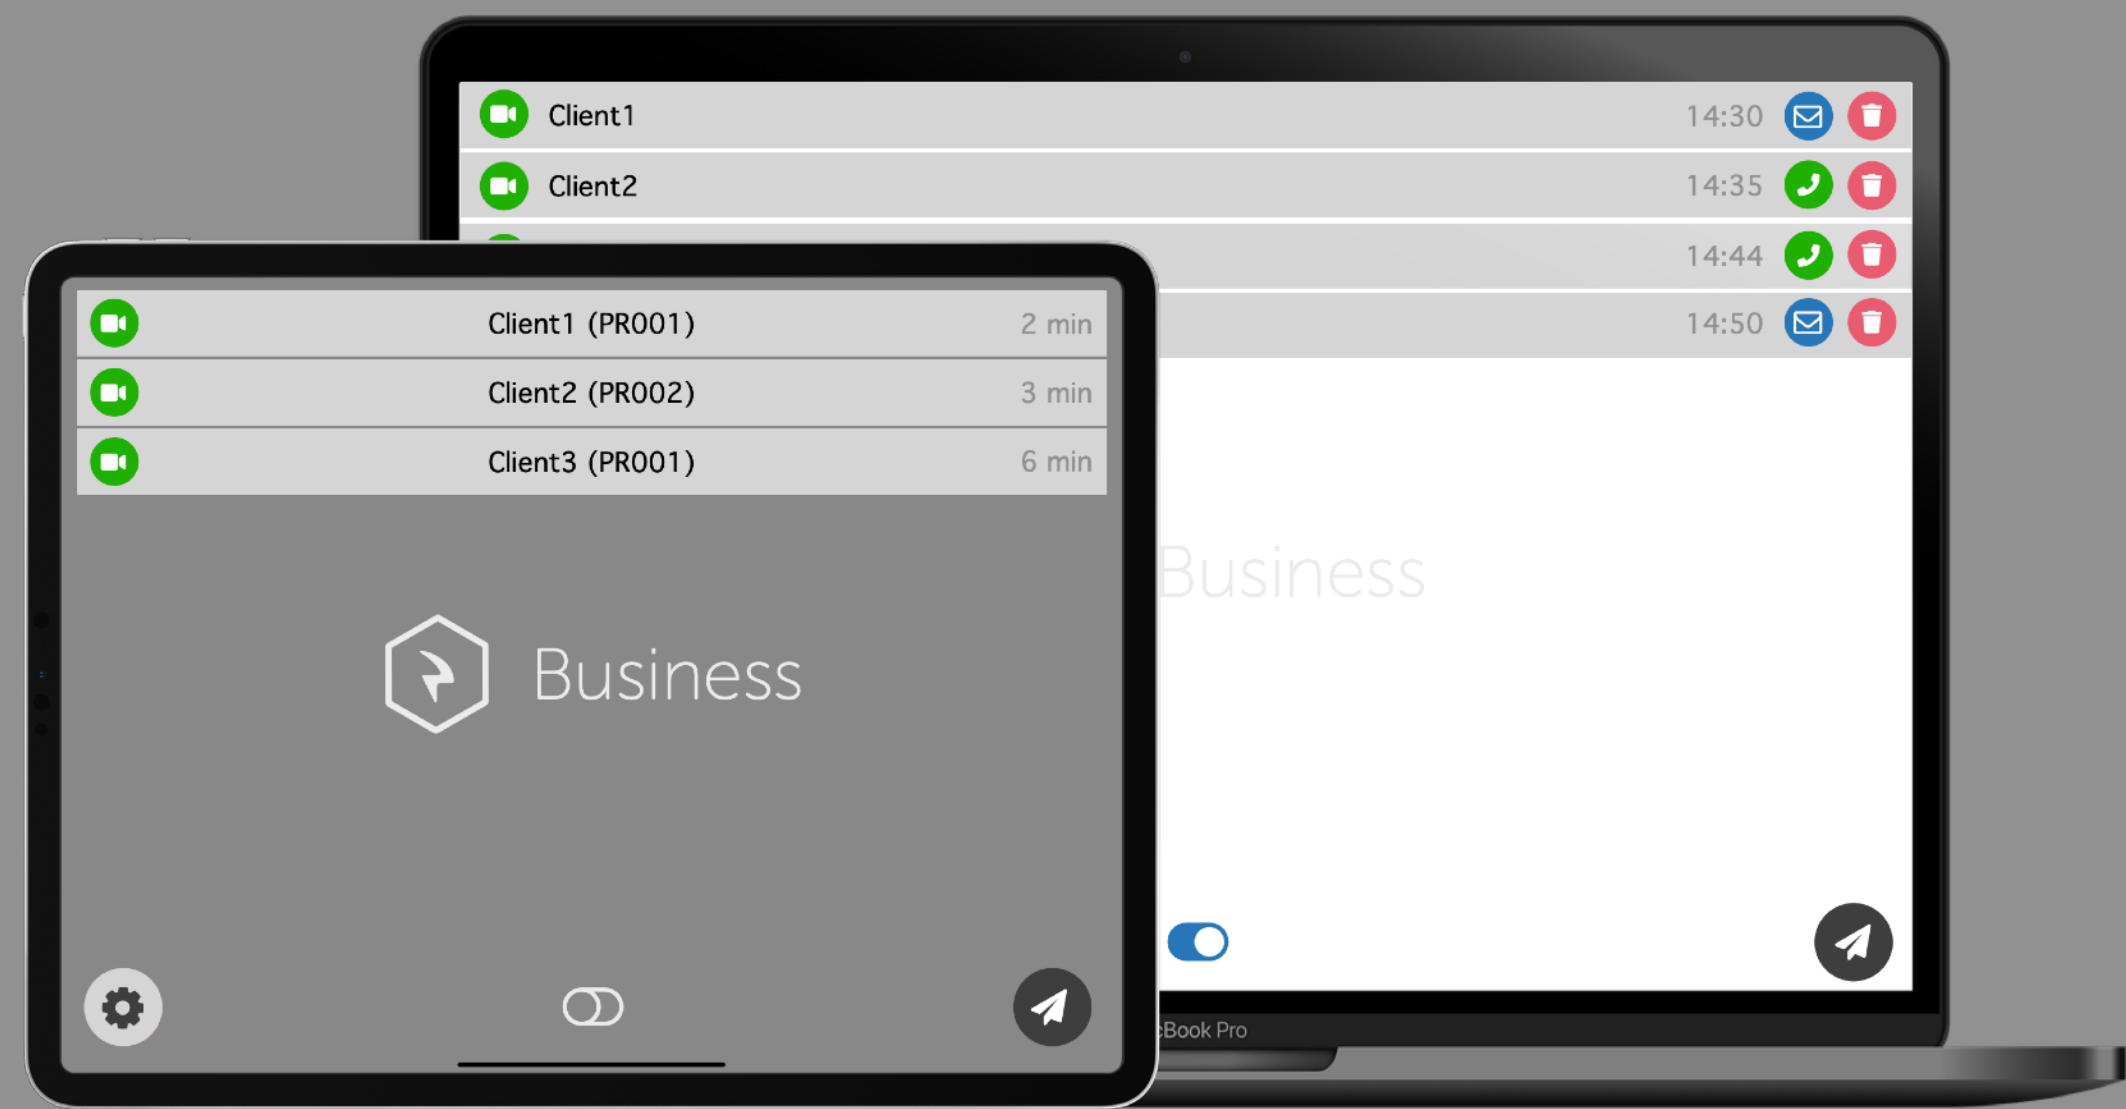 Client1 14:30
Client2 14:35
14:44
14:50
Business
Book Pro
Client1 (PR001) 2 min
Client2 (PR002) 3 min
Client3 (PR001) 6 min
Business